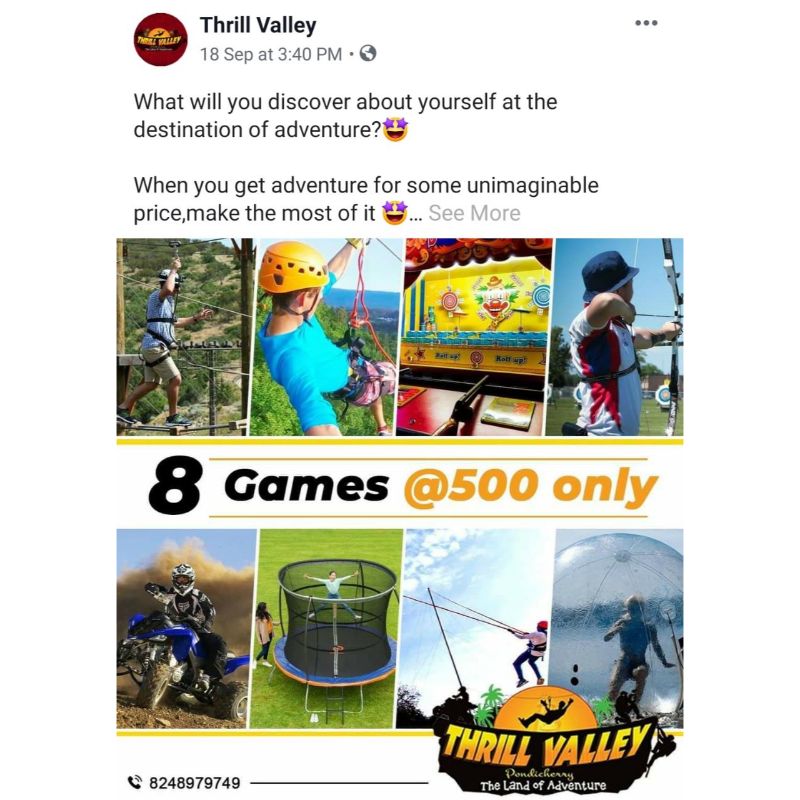 Thrill Valley
18 Sep at 3:40 PM
What will you discover about yourself at the
destination of adventure?🤩
When you get adventure for some unimaginable
price,make the most of it 🤩... See More
Roll up!
Roll up!
8 Games @500 only
8248979749
THRILL VALLEY
Pondicherry
The Land of Adventure